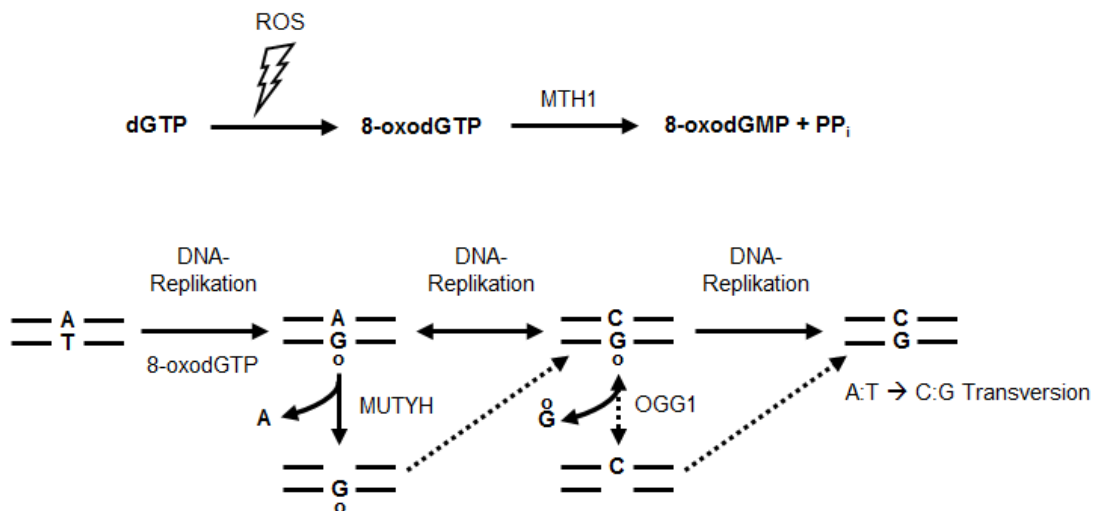 ROS
MTH1
dGTP
8-oxodGTP
8-oxodGMP + PPi
DNA-
Replikation
DNA-
Replikation
DNA-
Replikation
A
T
8-oxodGTP
A
G
o
C
G
o
C
G
A:T → C:G Transversion
A
MUTYH
o
G
OGG1
G
o
C